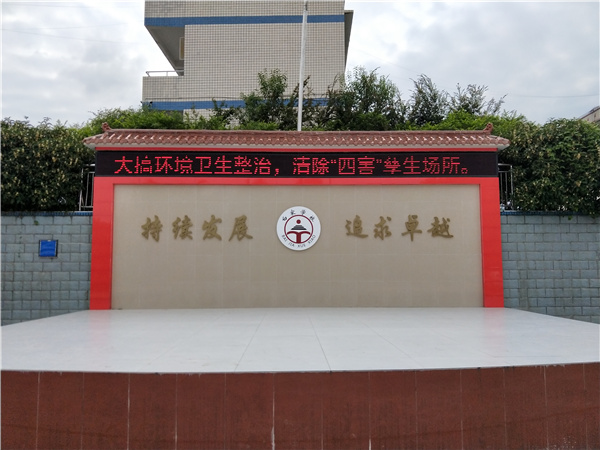 大搞环境卫生整治，清除“四害”孳生场所。
持续发展 追求卓越